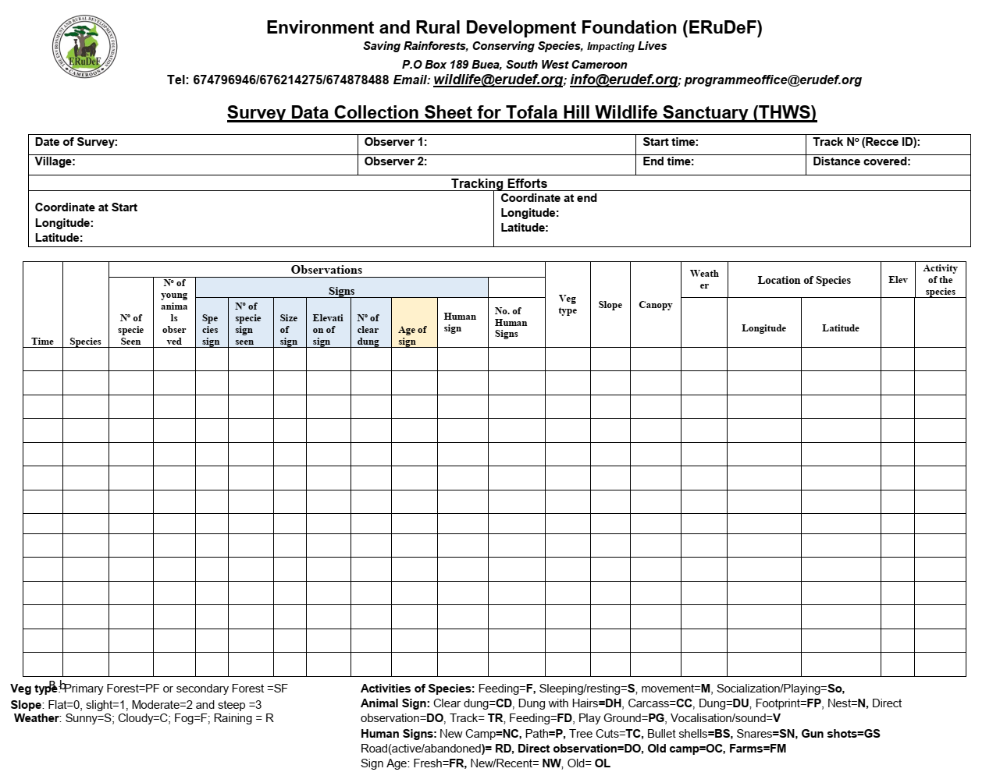 THE ENVIRONMENT AND RURAL DEVELOPMENT FOUNDATION
ERuDeF
CAMEROON
Environment and Rural Development Foundation (ERuDeF)
Saving Rainforests, Conserving Species, Impacting Lives
P.O Box 189 Buea, South West Cameroon
Tel: 674796946/676214275/674878488 Email: wildlife@erudef.org; info@erudef.org; programmeoffice@erudef.org
Survey Data Collection Sheet for Tofala Hill Wildlife Sanctuary (THWS)
Date of Survey: Observer 1: Start time: Track Nº (Recce ID):
Village: Observer 2: End time: Distance covered:
Tracking Efforts
Coordinate at Start
Longitude:
Latitude:
Coordinate at end
Longitude:
Latitude:
Time
Species
Observations
Nº of
specie
Seen
Nº of
young
anima
ls
obser
ved
Signs
Spe
cies
sign
Nº of
specie
sign
seen
Size
of
sign
Elevati
on of
sign
Nº of
clear
dung
Age of
sign
Human
sign
No. of
Human
Signs
Veg
type
Slope
Canopy
Weath
er
Location of Species
Longitude
Latitude
Elev
Activity
of the
species
Veg type: Primary Forest=PF or secondary Forest =SF
Slope: Flat=0, slight=1, Moderate=2 and steep =3
Weather: Sunny=S; Cloudy=C; Fog=F; Raining = R
Activities of Species: Feeding=F, Sleeping/resting=S, movement=M, Socialization/Playing=So,
Animal Sign: Clear dung=CD, Dung with Hairs=DH, Carcass=CC, Dung=DU, Footprint=FP, Nest=N, Direct
observation=DO, Track= TR, Feeding=FD, Play Ground=PG, Vocalisation/sound=V
Human Signs: New Camp=NC, Path=P, Tree Cuts=TC, Bullet shells=BS, Snares=SN, Gun shots=GS
Road(active/abandoned)= RD, Direct observation=DO, Old camp=OC, Farms=FM
Sign Age: Fresh=FR, New/Recent= NW, Old= OL